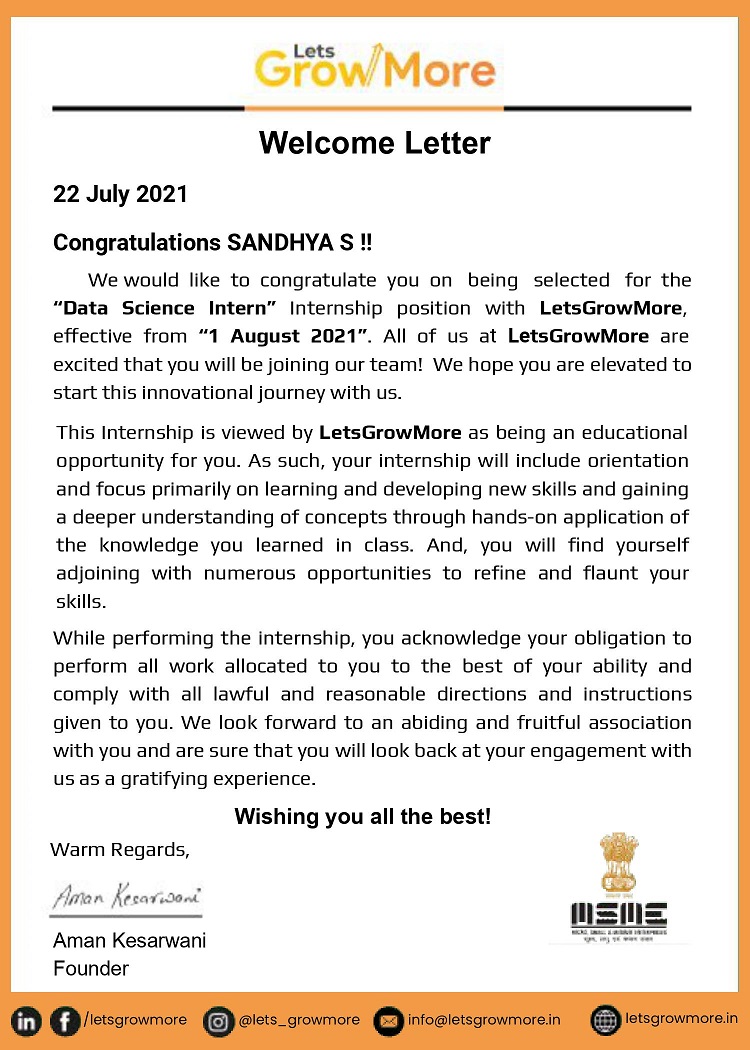 Lets
GrowMore
Welcome Letter
22 July 2021
Congratulations SANDHYA S !!
We would like to congratulate you on being selected for the
“Data Science Intern” Internship position with LetsGrowMore,
effective from “1 August 2021”. All of us at LetsGrowMore are
excited that you will be joining our team! We hope you are elevated to
start this innovational journey with us.
This Internship is viewed by LetsGrowMore as being an educational
opportunity for you. As such, your internship will include orientation
and focus primarily on learning and developing new skills and gaining
a deeper understanding of concepts through hands-on application of
the knowledge you learned in class. And, you will find yourself
adjoining with numerous opportunities to refine and flaunt your
skills.
While performing the internship, you acknowledge your obligation to
perform all work allocated to you to the best of your ability and
comply with all lawful and reasonable directions and instructions
given to you. We look forward to an abiding and fruitful association
with you and are sure that you will look back at your engagement with
us as a gratifying experience.
Wishing you all the best!
Warm Regards,
Aman Kesarwani
Aman Kesarwani
Founder
MSME
MICRO, SMALL & MEDIUM ENTERPRISES
सूक्ष्म, लघु एवं मध्यम उद्यम
/letsgrowmore
@lets_growmore
info@letsgrowmore.in
letsgrowmore.in